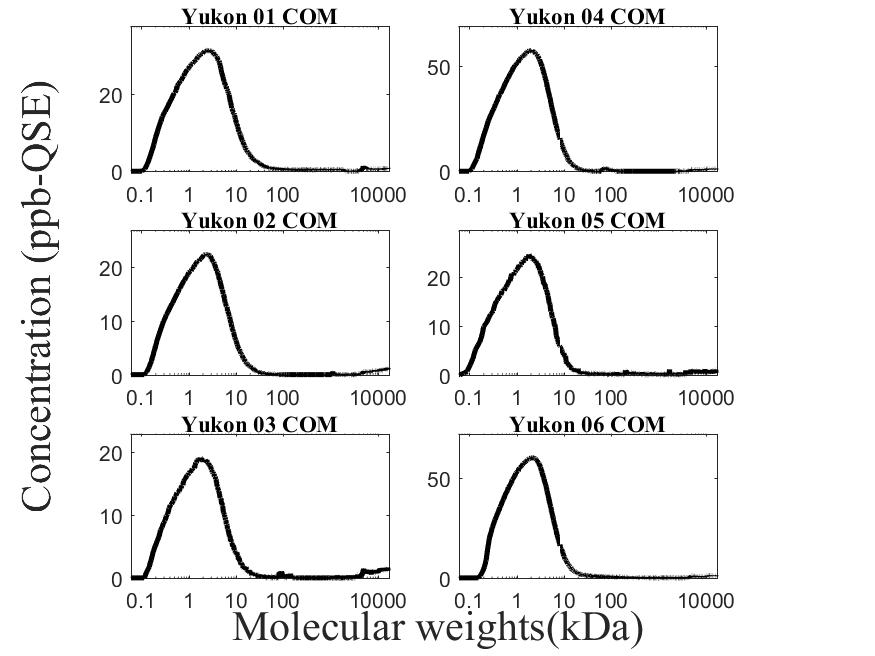 Yukon 01 COM
Yukon 04 COM
20
0
0.1 1 10 100 10000
50
0
0.1 1 10 10000
Yukon 02 COM
Yukon 05 COM
20
10
0
0.1 1 10 100 10000
20
10
0
0.1 1 10 10000
Yukon 03 COM
Yukon 06 COM
20
10
0
0.1 1 10 100 10000
50
0
0.1 1 10 10000
Concentration (ppb-QSE)
Molecular weights(kDa)